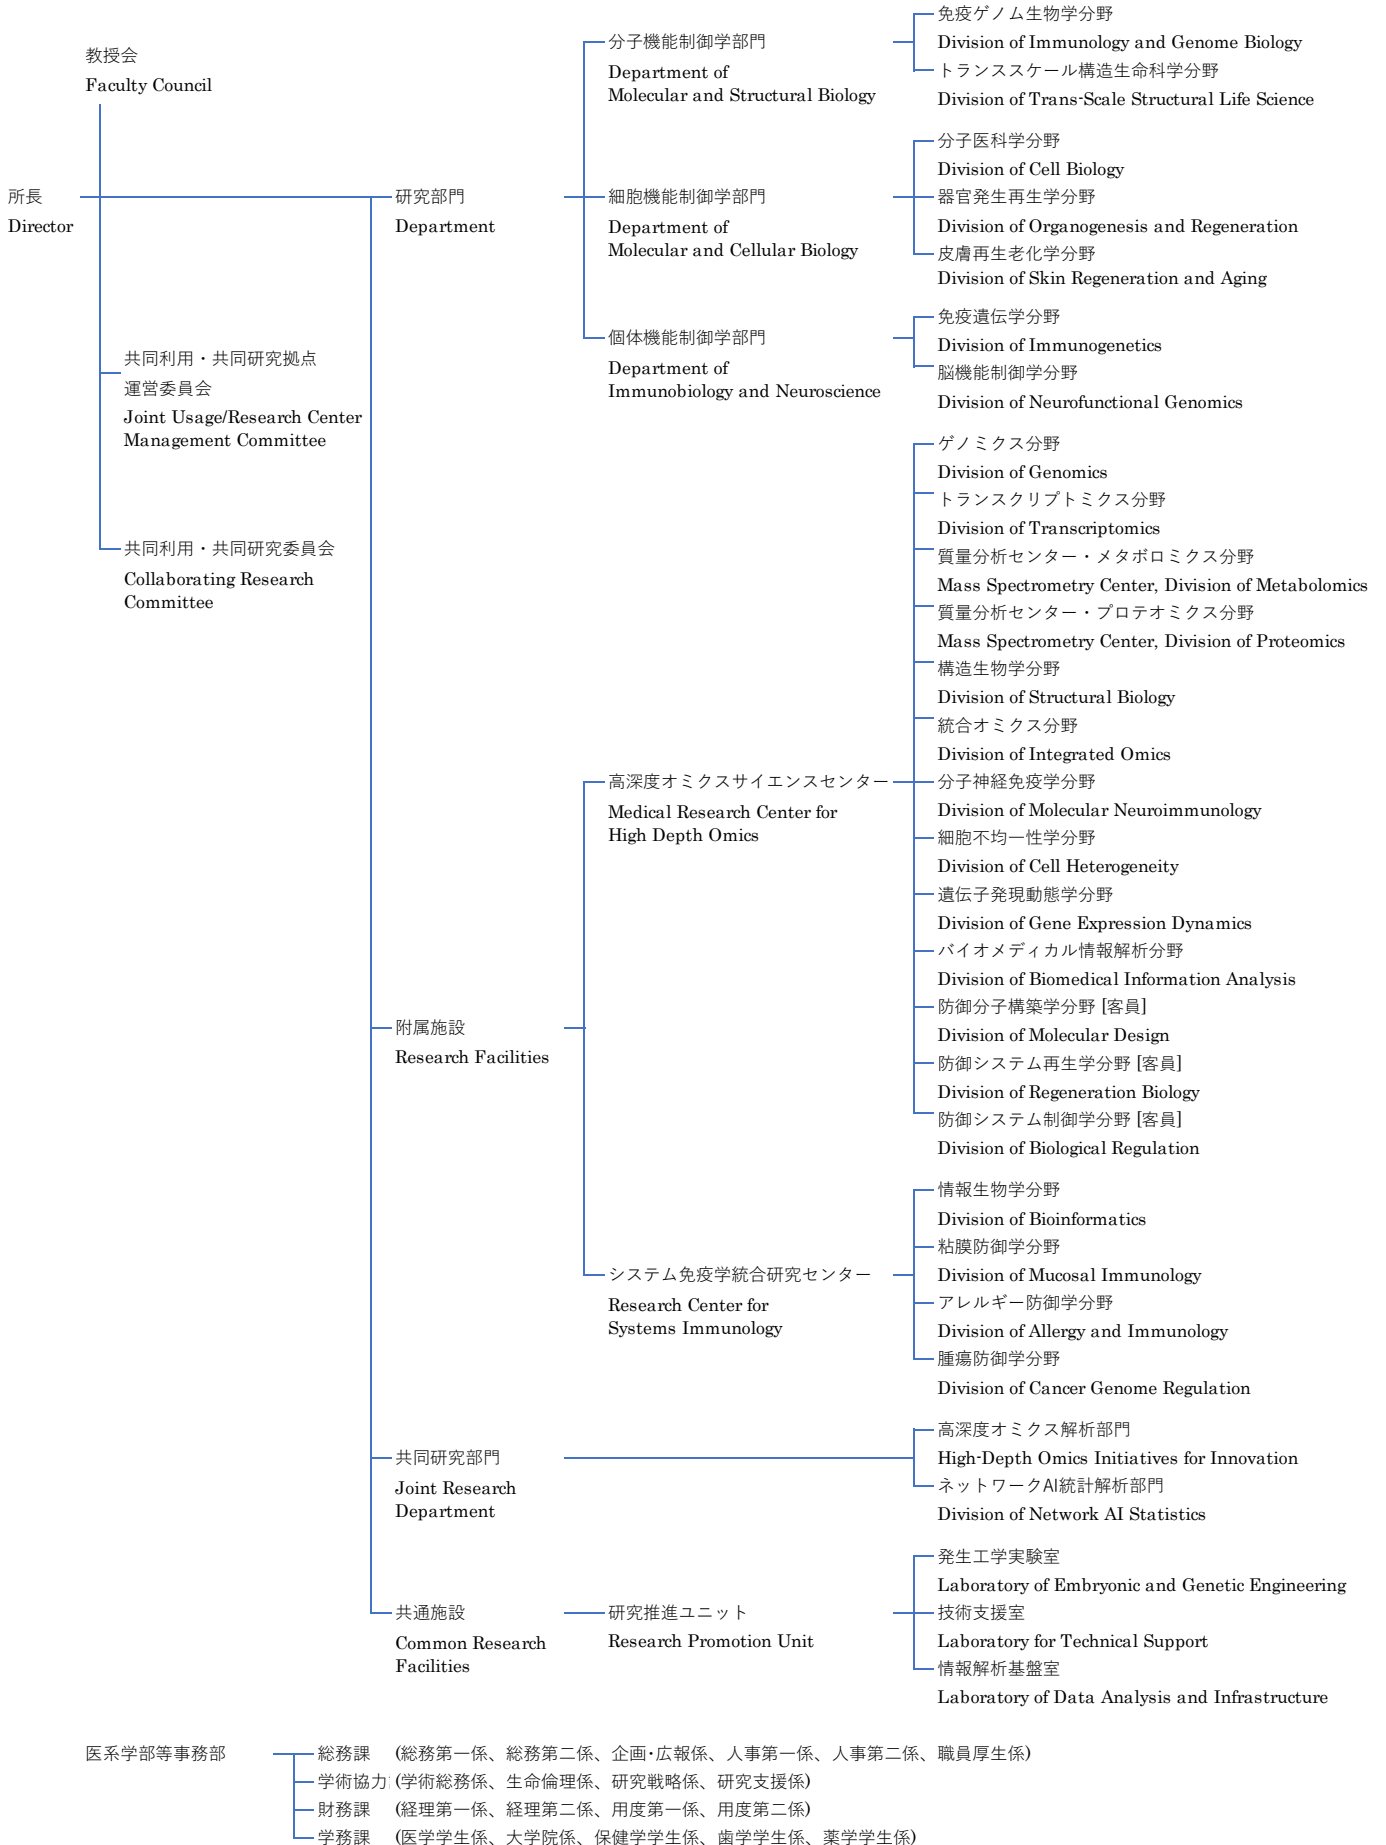 教授会
Faculty Council
所長
Director
共同利用・共同研究拠点
運営委員会
Joint Usage/Research Center
Management Committee
共同利用・共同研究委員会
Collaborating Research
Committee
研究部門
Department
分子機能制御学部門
Department of
Molecular and Structural Biology
免疫ゲノム生物学分野
Division of Immunology and Genome Biology
トランススケール構造生命科学分野
Division of Trans-Scale Structural Life Science
細胞機能制御学部門
Department of
Molecular and Cellular Biology
分子医科学分野
Division of Cell Biology
器官発生再生学分野
Division of Organogenesis and Regeneration
皮膚再生老化学分野
Division of Skin Regeneration and Aging
個体機能制御学部門
Department of
Immunobiology and Neuroscience
免疫遺伝学分野
Division of Immunogenetics
脳機能制御学分野
Division of Neurofunctional Genomics
附属施設
Research Facilities
高深度オミクスサイエンスセンター
Medical Research Center for
High Depth Omics
ゲノミクス分野
Division of Genomics
トランスクリプトミクス分野
Division of Transcriptomics
質量分析センター・メタボロミクス分野
Mass Spectrometry Center, Division of Metabolomics
質量分析センター・プロテオミクス分野
Mass Spectrometry Center, Division of Proteomics
構造生物学分野
Division of Structural Biology
統合オミクス分野
Division of Integrated Omics
分子神経免疫学分野
Division of Molecular Neuroimmunology
細胞不均一性学分野
Division of Cell Heterogeneity
遺伝子発現動態学分野
Division of Gene Expression Dynamics
バイオメディカル情報解析分野
Division of Biomedical Information Analysis
防御分子構築学分野 [客員]
Division of Molecular Design
防御システム再生学分野 [客員]
Division of Regeneration Biology
防御システム制御学分野 [客員]
Division of Biological Regulation
システム免疫学統合研究センター
Research Center for
Systems Immunology
情報生物学分野
Division of Bioinformatics
粘膜防御学分野
Division of Mucosal Immunology
アレルギー防御学分野
Division of Allergy and Immunology
腫瘍防御学分野
Division of Cancer Genome Regulation
共同研究部門
Joint Research
Department
高深度オミクス解析部門
High-Depth Omics Initiatives for Innovation
ネットワークAI統計解析部門
Division of Network AI Statistics
共通施設
Common Research
Facilities
研究推進ユニット
Research Promotion Unit
発生工学実験室
Laboratory of Embryonic and Genetic Engineering
技術支援室
Laboratory for Technical Support
情報解析基盤室
Laboratory of Data Analysis and Infrastructure
医系学部等事務部
総務課 (総務第一係、総務第二係、企画・広報係、人事第一係、人事第二係、職員厚生係)
学術協力 (学術総務係、生命倫理係、研究戦略係、研究支援係)
財務課 (経理第一係、経理第二係、用度第一係、用度第二係)
学務課 (医学学生係、大学院係、保健学学生係、歯学学生係、薬学学生係)